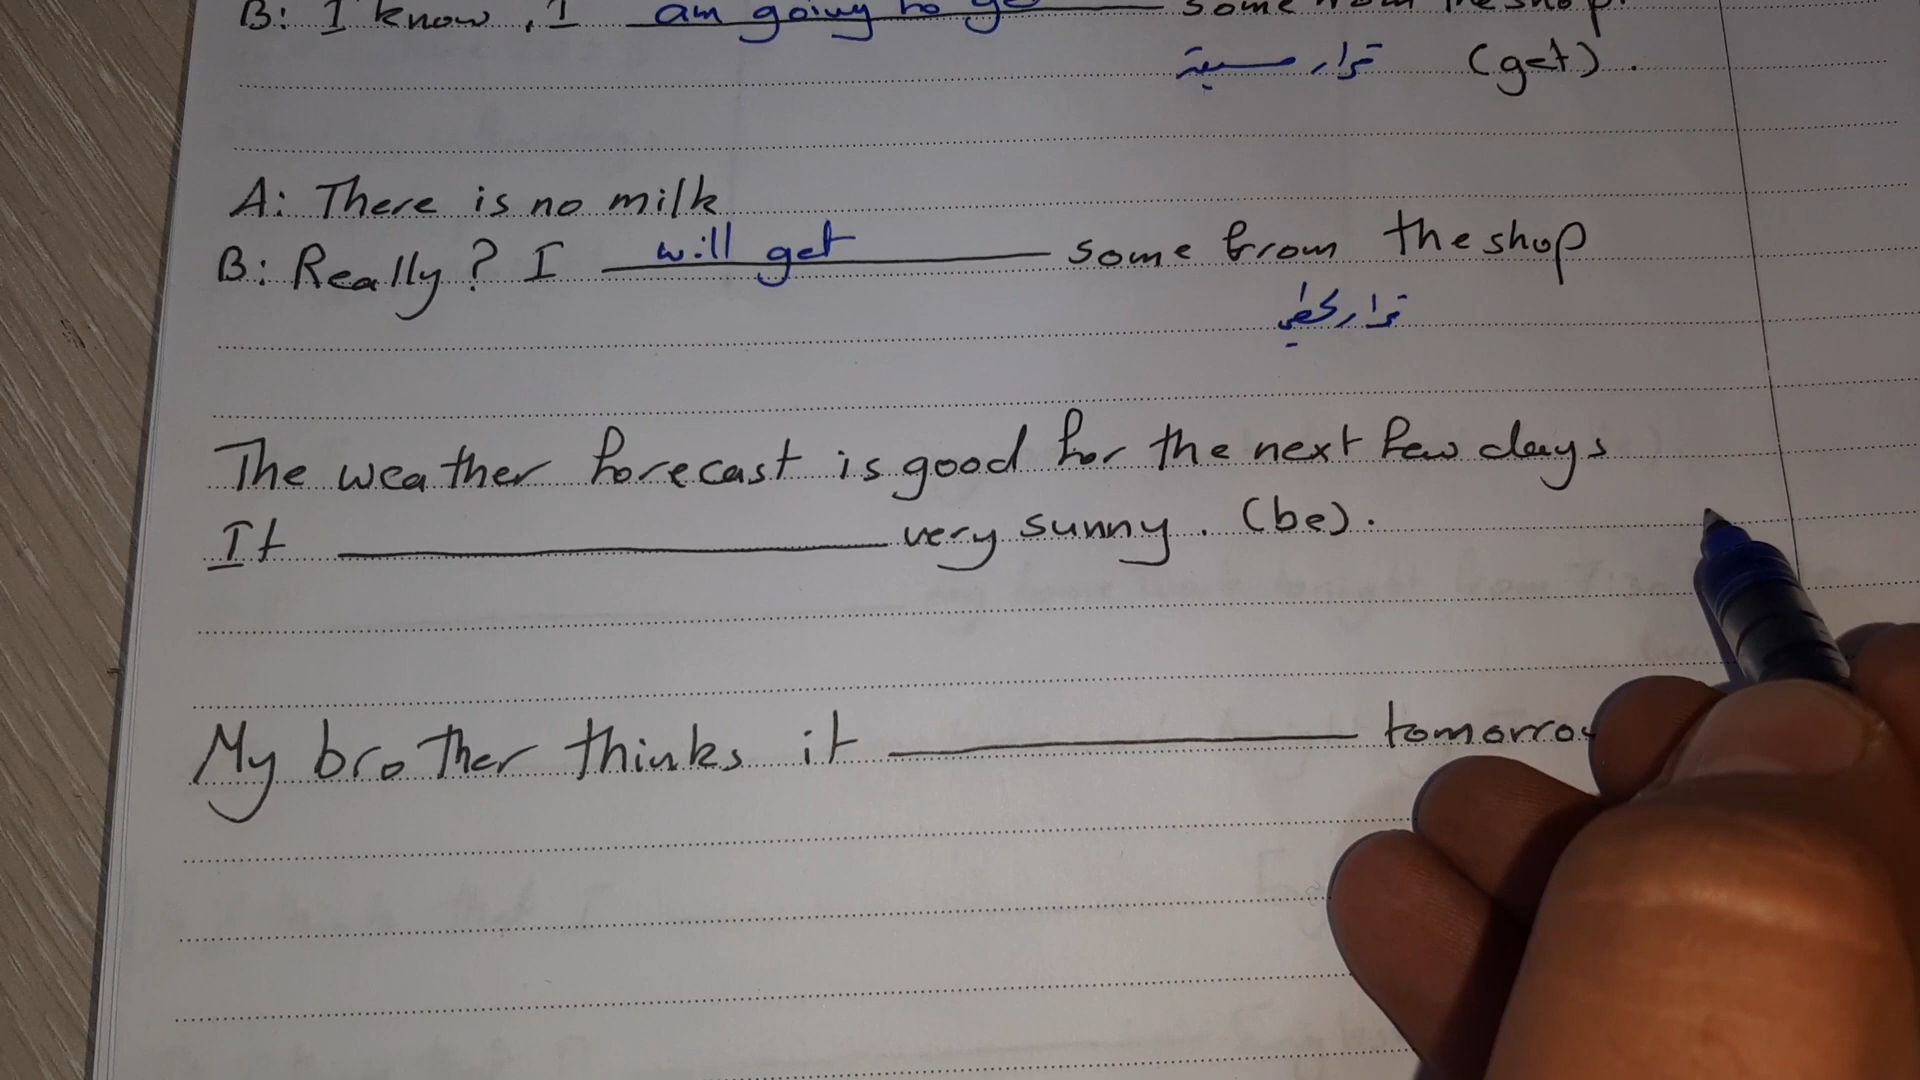 B: I know, I am going to ge some from the shop.
قرار مسبق (get).
A: There is no milk
B: Really? I will get some from the shop
قرار لحظي
The weather forecast is good for the next few days
It very sunny. (be).
My brother thinks it tomorro